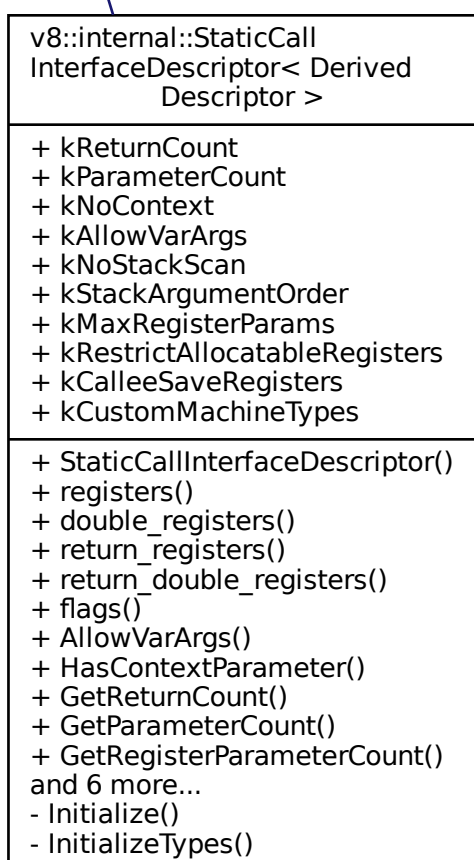 v8::internal::StaticCall
InterfaceDescriptor< Derived
Descriptor >
+ kReturnCount
+ kParameterCount
+ kNoContext
+ kAllowVarArgs
+ kNoStackScan
+ kStackArgumentOrder
+ kMaxRegisterParams
+ kRestrictAllocatableRegisters
+ kCalleeSaveRegisters
+ kCustomMachineTypes
+ StaticCallInterfaceDescriptor()
+ registers()
+ double_registers()
+ return_registers()
+ return_double_registers()
+ flags()
+ AllowVarArgs()
+ HasContextParameter()
+ GetReturnCount()
+ GetParameterCount()
+ GetRegisterParameterCount()
and 6 more...
- Initialize()
- InitializeTypes()